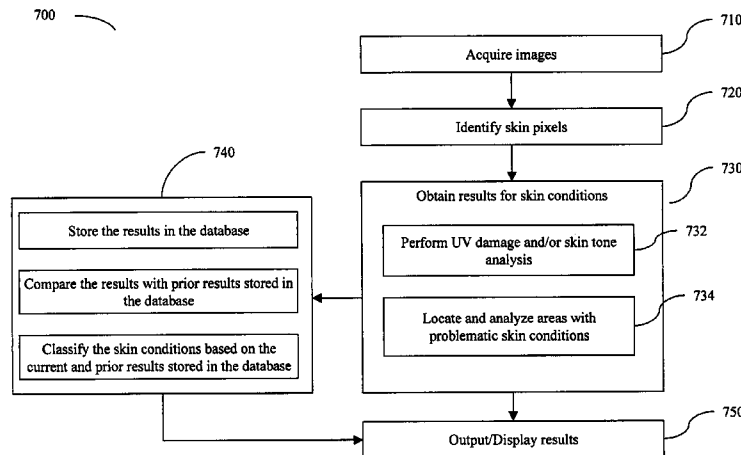 700
710
Acquire images
720
Identify skin pixels
730
Obtain results for skin conditions
732
Perform UV damage and/or skin tone
analysis
734
Locate and analyze areas with
problematic skin conditions
740
Store the results in the database
Compare the results with prior results stored in
the database
Classify the skin conditions based on the
current and prior results stored in the database
750
Output/Display results